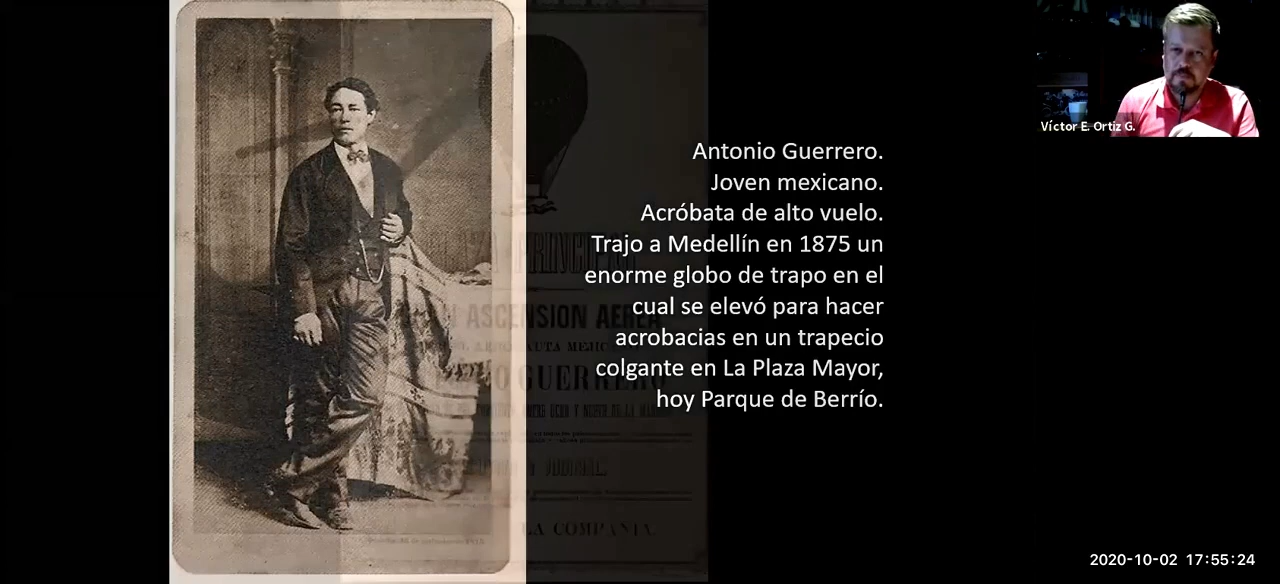 Víctor E. Ortiz G.
Antonio Guerrero.
Joven mexicano.
Acróbata de alto vuelo.
Trajo a Medellín en 1875 un
enorme globo de trapo en el
cual se elevó para hacer
acrobacias en un trapecio
colgante en La Plaza Mayor,
hoy Parque de Berrío.
PRINCIPAL
ASCENSION AEREA
GUERRERO
LA COMPAÑIA.
2020-10-02 17:55:24